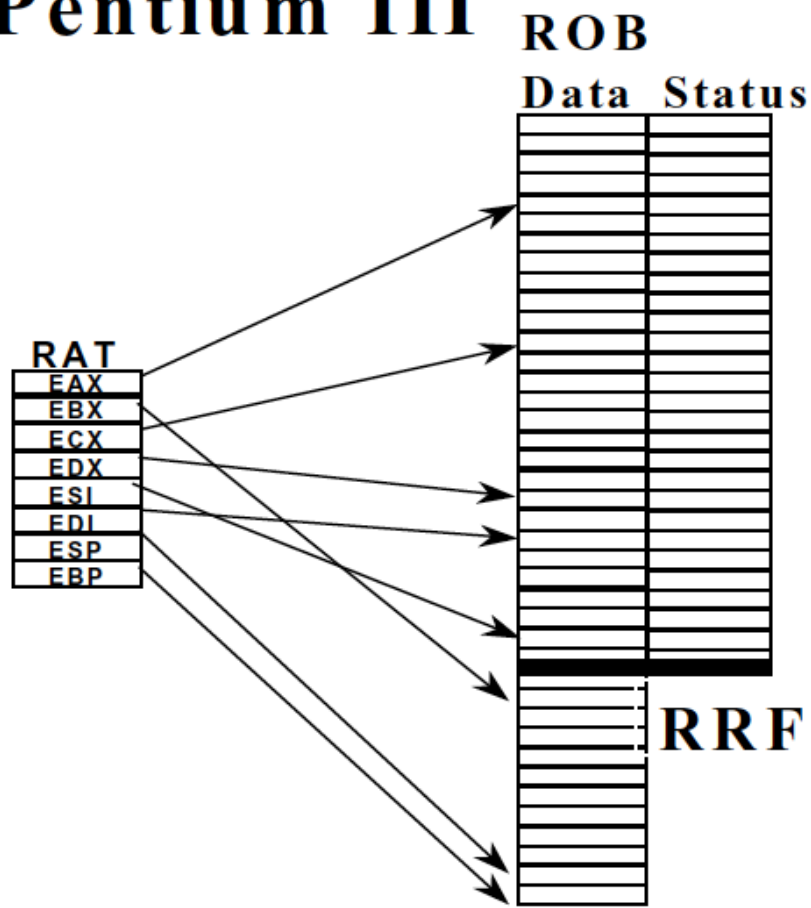 Pentium III
ROB
Data Status
RAT
EAX
EBX
ECX
EDX
ESI
EDI
ESP
EBP
RRF